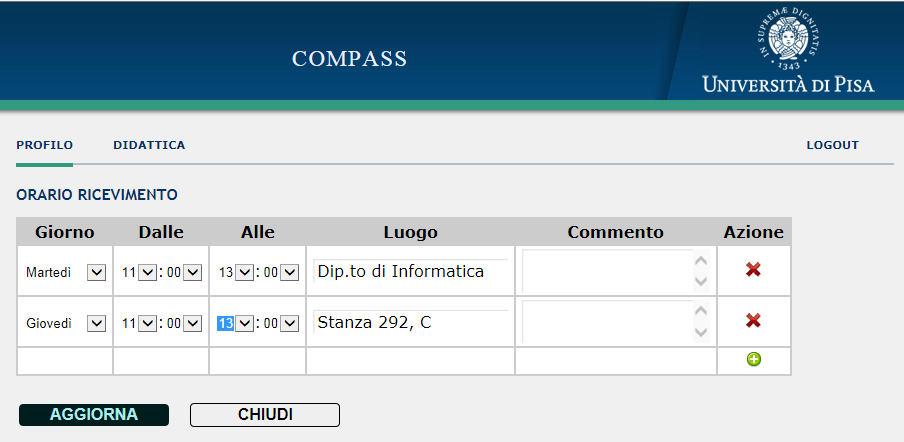 COMPASS
IN SUPREMÆ DIGNITATIS
· 1343 ·
UNIVERSITÀ DI PISA
PROFILO DIDATTICA LOGOUT
ORARIO RICEVIMENTO
Giorno Dalle Alle Luogo Commento Azione
Martedì 11 : 00 13 : 00 Dip.to di Informatica
Giovedì 11 : 00 13 : 00 Stanza 292, C
AGGIORNA CHIUDI